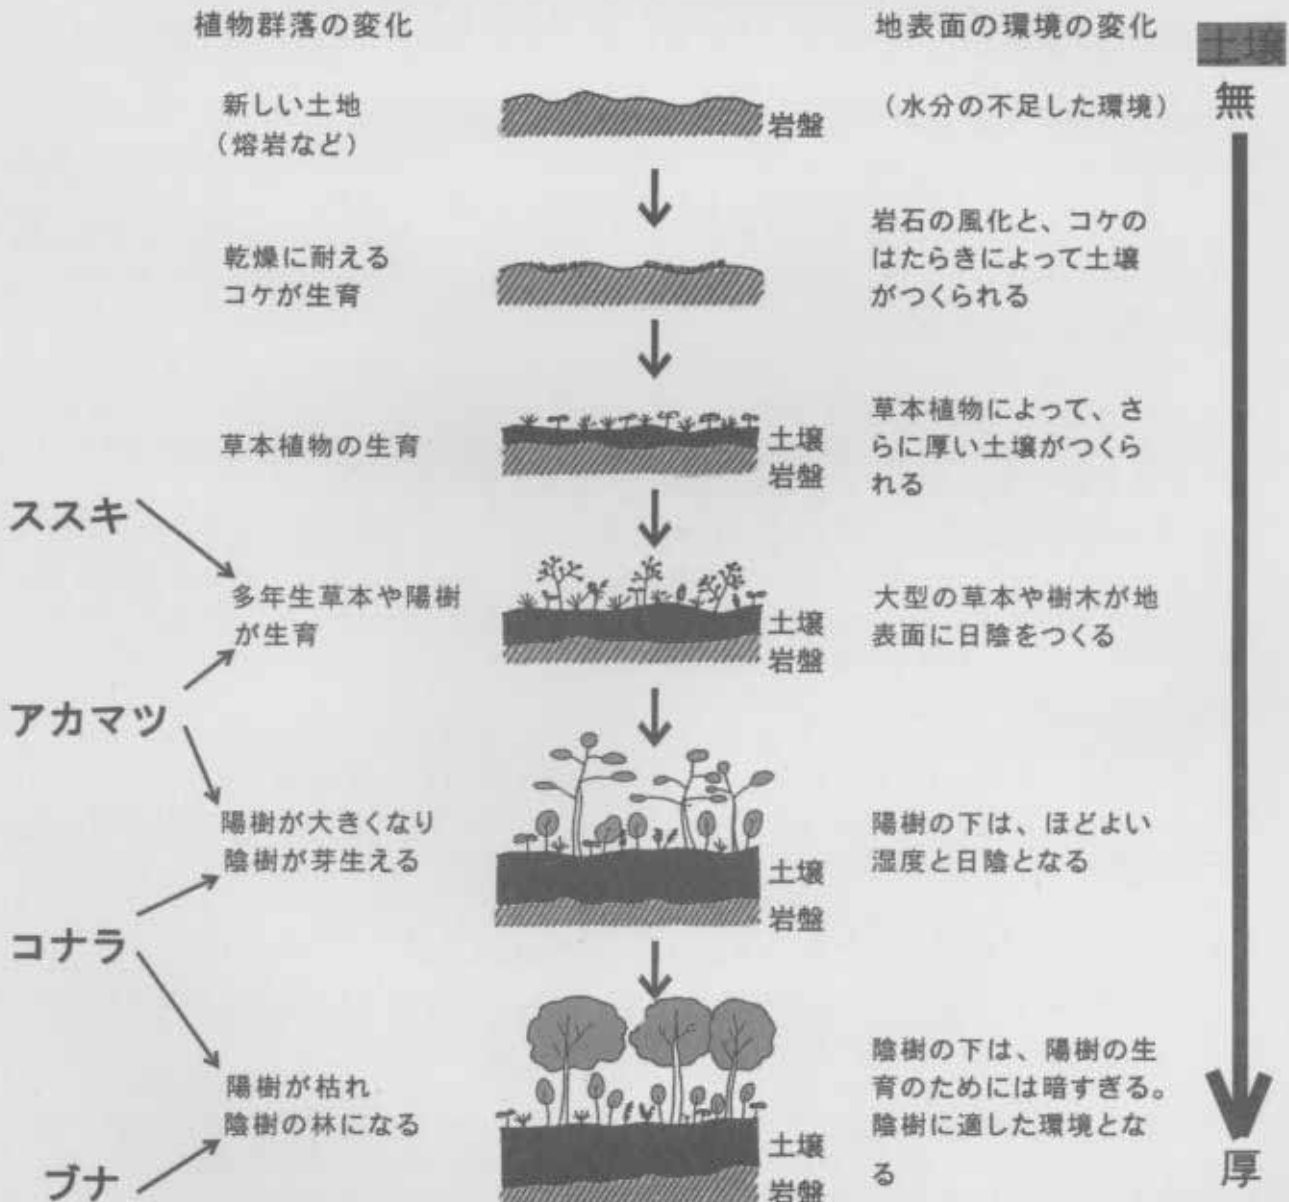 植物群落の変化
地表面の環境の変化
土壌
無
新しい土地
（熔岩など）
岩盤
（水分の不足した環境）
乾燥に耐える
コケが生育
岩石の風化と、コケの
はたらきによって土壌
がつくられる
草本植物の生育
土壌
岩盤
草本植物によって、さ
らに厚い土壌がつくら
れる
ススキ
多年生草本や陽樹
が生育
土壌
岩盤
大型の草本や樹木が地
表面に日陰をつくる
アカマツ
陽樹が大きくなり
陰樹が芽生える
土壌
岩盤
陽樹の下は、ほどよい
湿度と日陰となる
コナラ
陽樹が枯れ
陰樹の林になる
土壌
岩盤
陰樹の下は、陽樹の生
育のためには暗すぎる。
陰樹に適した環境とな
る
ブナ
厚